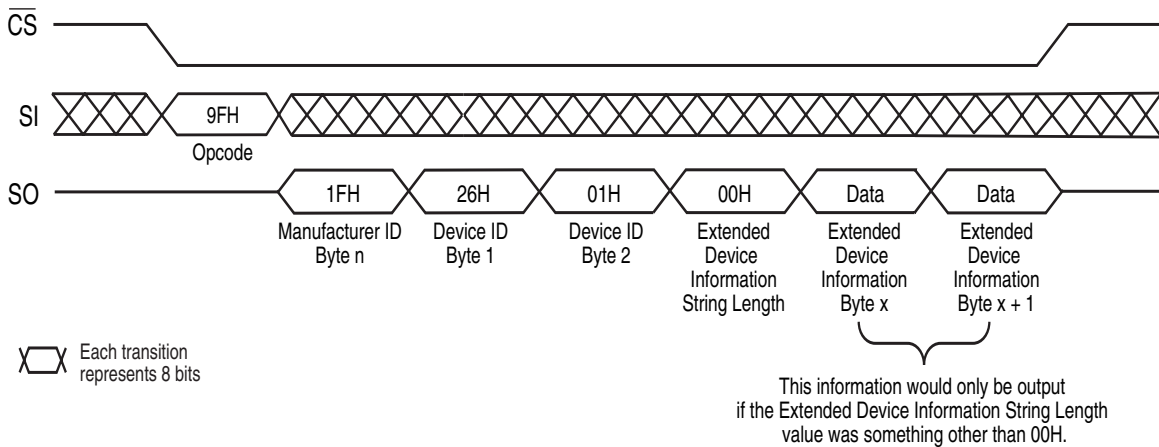 CS
SI
9FH
Opcode
SO
1FH
26H
01H
00H
Data
Data
Manufacturer ID
Byte n
Device ID
Byte 1
Device ID
Byte 2
Extended
Device
Information
String Length
Extended
Device
Information
Byte x
Extended
Device
Information
Byte x + 1
Each transition
represents 8 bits
This information would only be output
if the Extended Device Information String Length
value was something other than 00H.